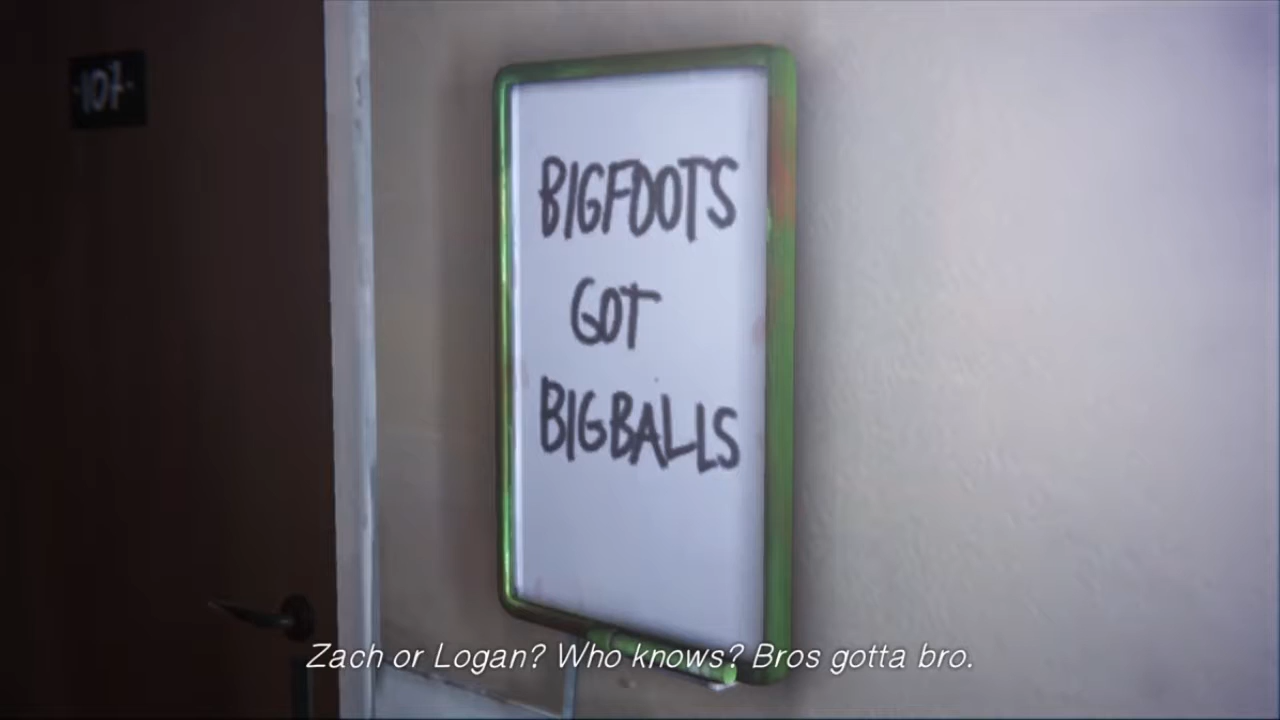 107
BIGFOOTS
GOT
BIGBALLS
Zach or Logan? Who knows? Bros gotta bro.